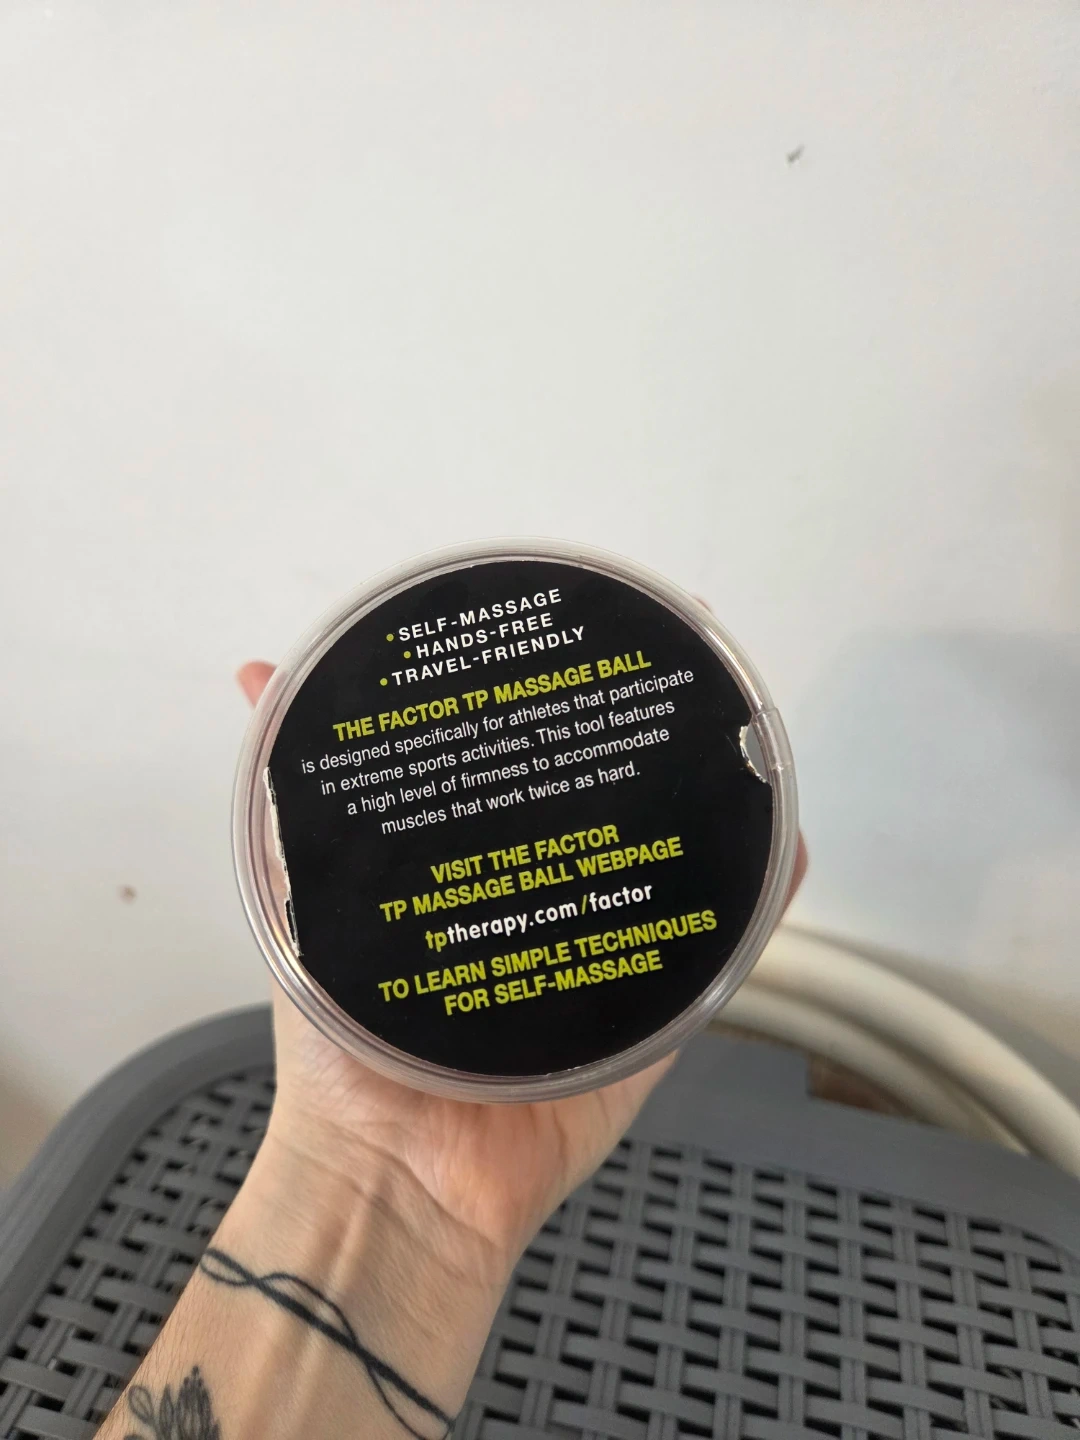 •SELF-MASSAGE
•HANDS-FREE
•TRAVEL-FRIENDLY
THE FACTOR TP MASSAGE BALL
is designed specifically for athletes that participate
in extreme sports activities. This tool features
a high level of firmness to accommodate
muscles that work twice as hard.
VISIT THE FACTOR
TP MASSAGE BALL WEBPAGE
tptherapy.com/factor
TO LEARN SIMPLE TECHNIQUES
FOR SELF-MASSAGE